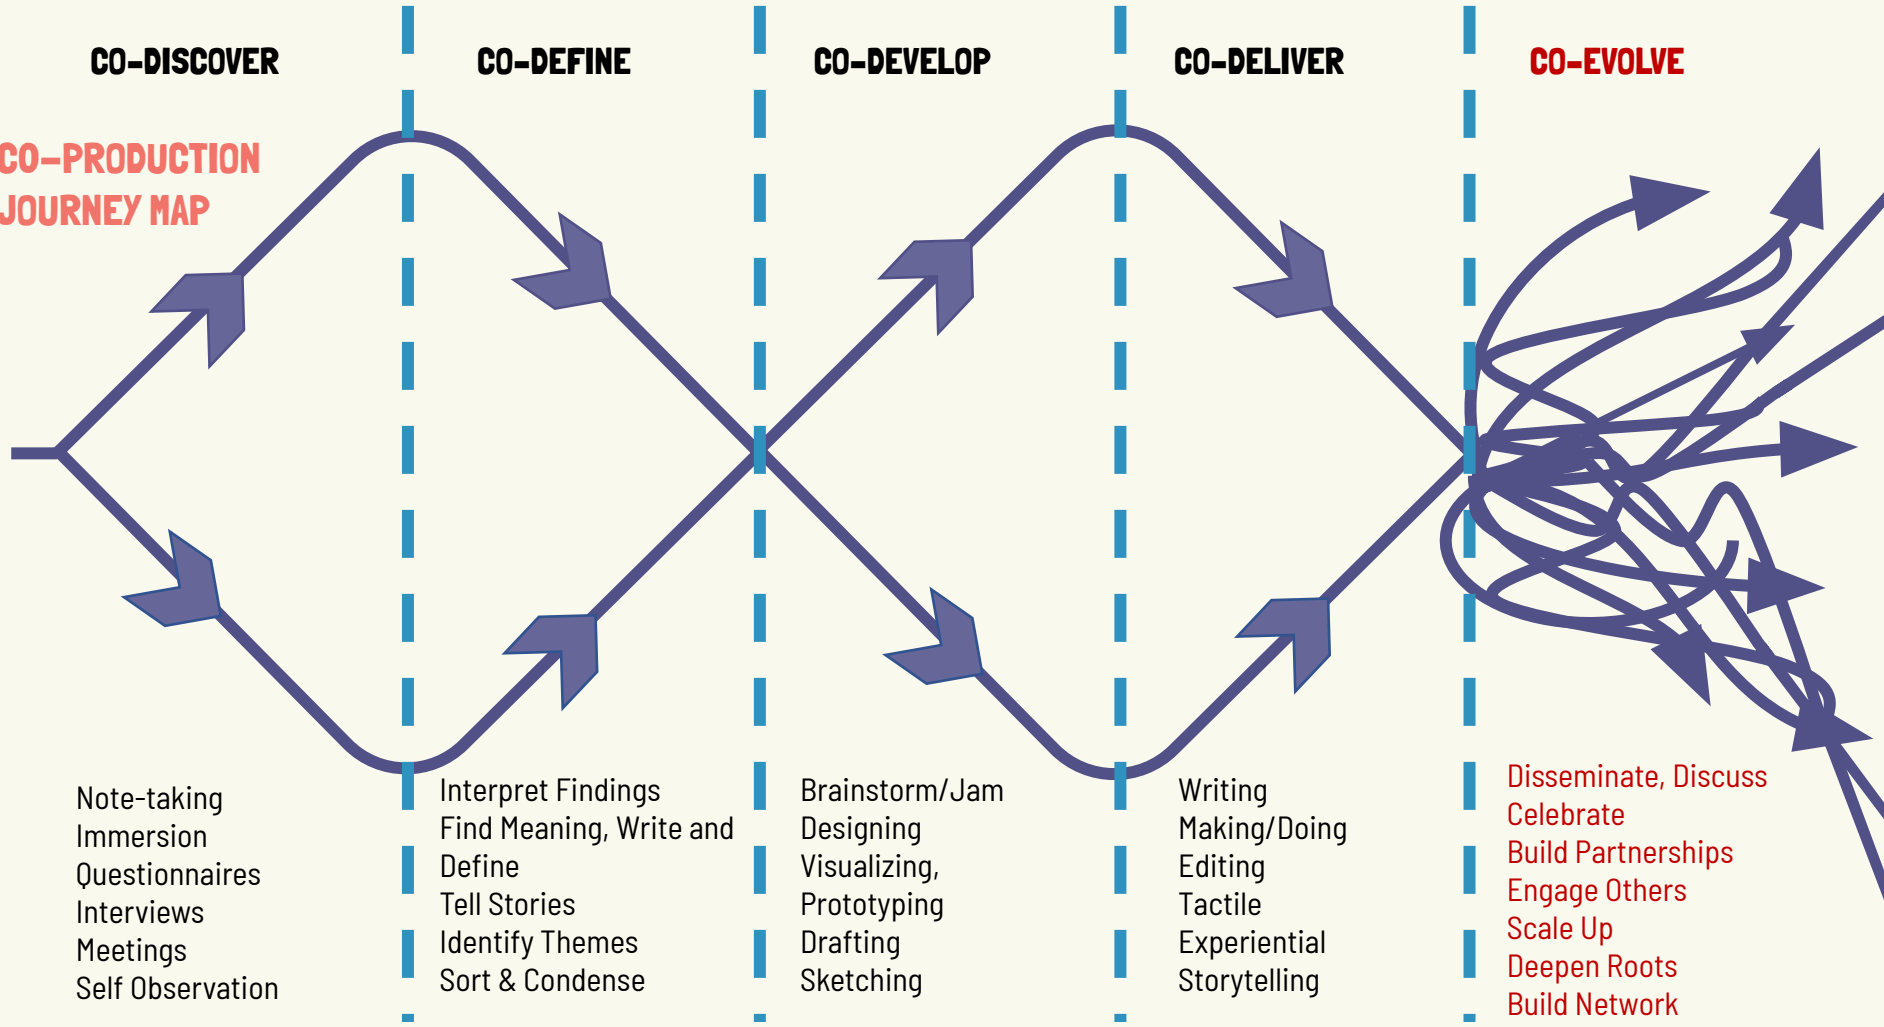 CO-DISCOVER
CO-DEFINE
CO-DEVELOP
CO-DELIVER
CO-EVOLVE
CO-PRODUCTION
JOURNEY MAP
Note-taking
Immersion
Questionnaires
Interviews
Meetings
Self Observation
Interpret Findings
Find Meaning, Write and
Define
Tell Stories
Identify Themes
Sort & Condense
Brainstorm/Jam
Designing
Visualizing,
Prototyping
Drafting
Sketching
Writing
Making/Doing
Editing
Tactile
Experiential
Storytelling
Disseminate, Discuss
Celebrate
Build Partnerships
Engage Others
Scale Up
Deepen Roots
Build Network